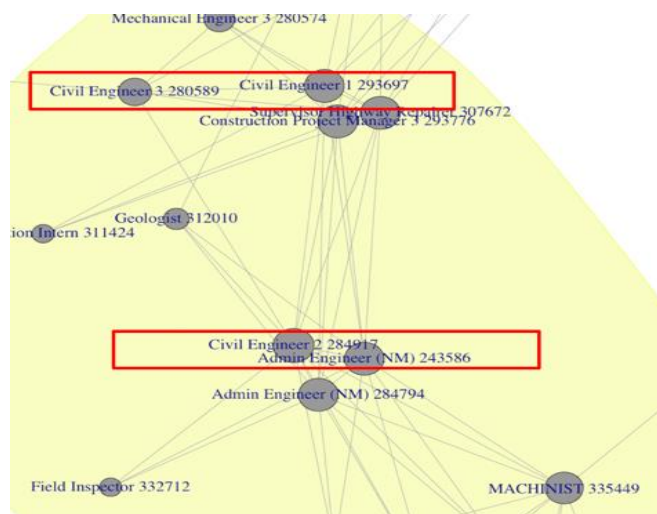 Mechanical Engineer 3 280574
Civil Engineer 3 280589
Civil Engineer 1 293697
Supervisor Highway Repairer 307672
Construction Project Manager 3 293776
Geologist 312010
tion Intern 311424
Civil Engineer 2 284917
Admin Engineer (NM) 243586
Admin Engineer (NM) 284794
Field Inspector 332712
MACHINIST 335449